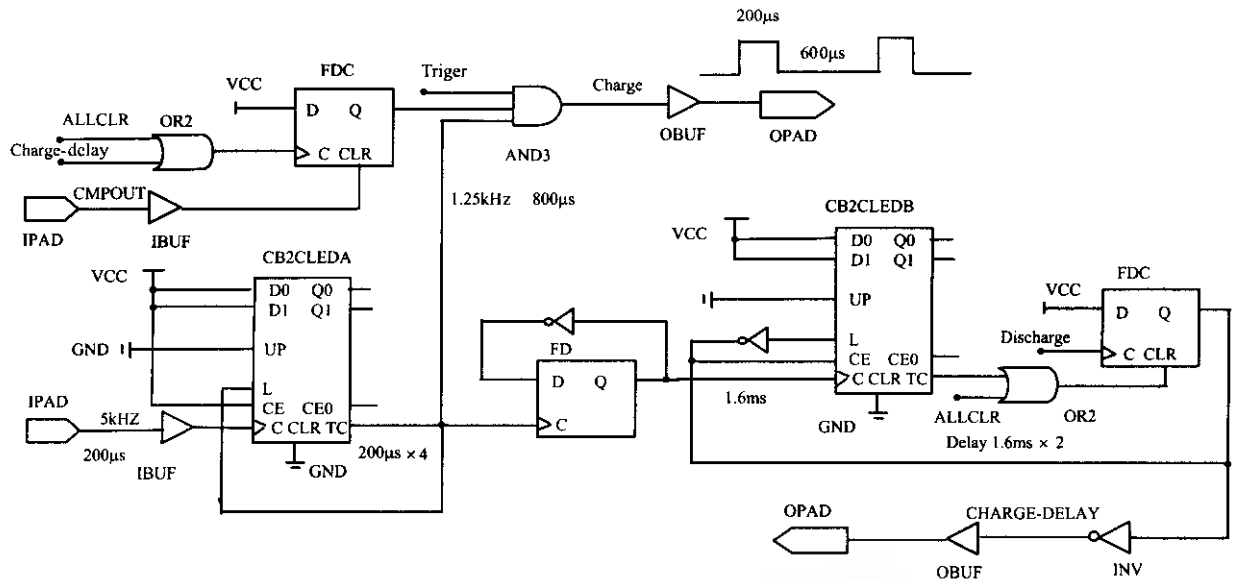 200μs
600μs
FDC
VCC
D Q
C CLR
Triger
Charge
OBUF
OPAD
AND3
ALLCLR
OR2
Charge-delay
CMPOUT
IPAD
IBUF
1.25kHz 800μs
CB2CLEDA
VCC
D0 Q0
D1 Q1
GND
UP
L
CE CE0
C CLR TC
IPAD
5kHZ
200μs
IBUF
GND
200μs × 4
FD
D Q
C
CB2CLEDB
VCC
D0 Q0
D1 Q1
UP
L
CE CE0
C CLR TC
1.6ms
GND
FDC
VCC
D Q
C CLR
Discharge
ALLCLR
OR2
Delay 1.6ms × 2
OPAD
CHARGE-DELAY
OBUF
INV